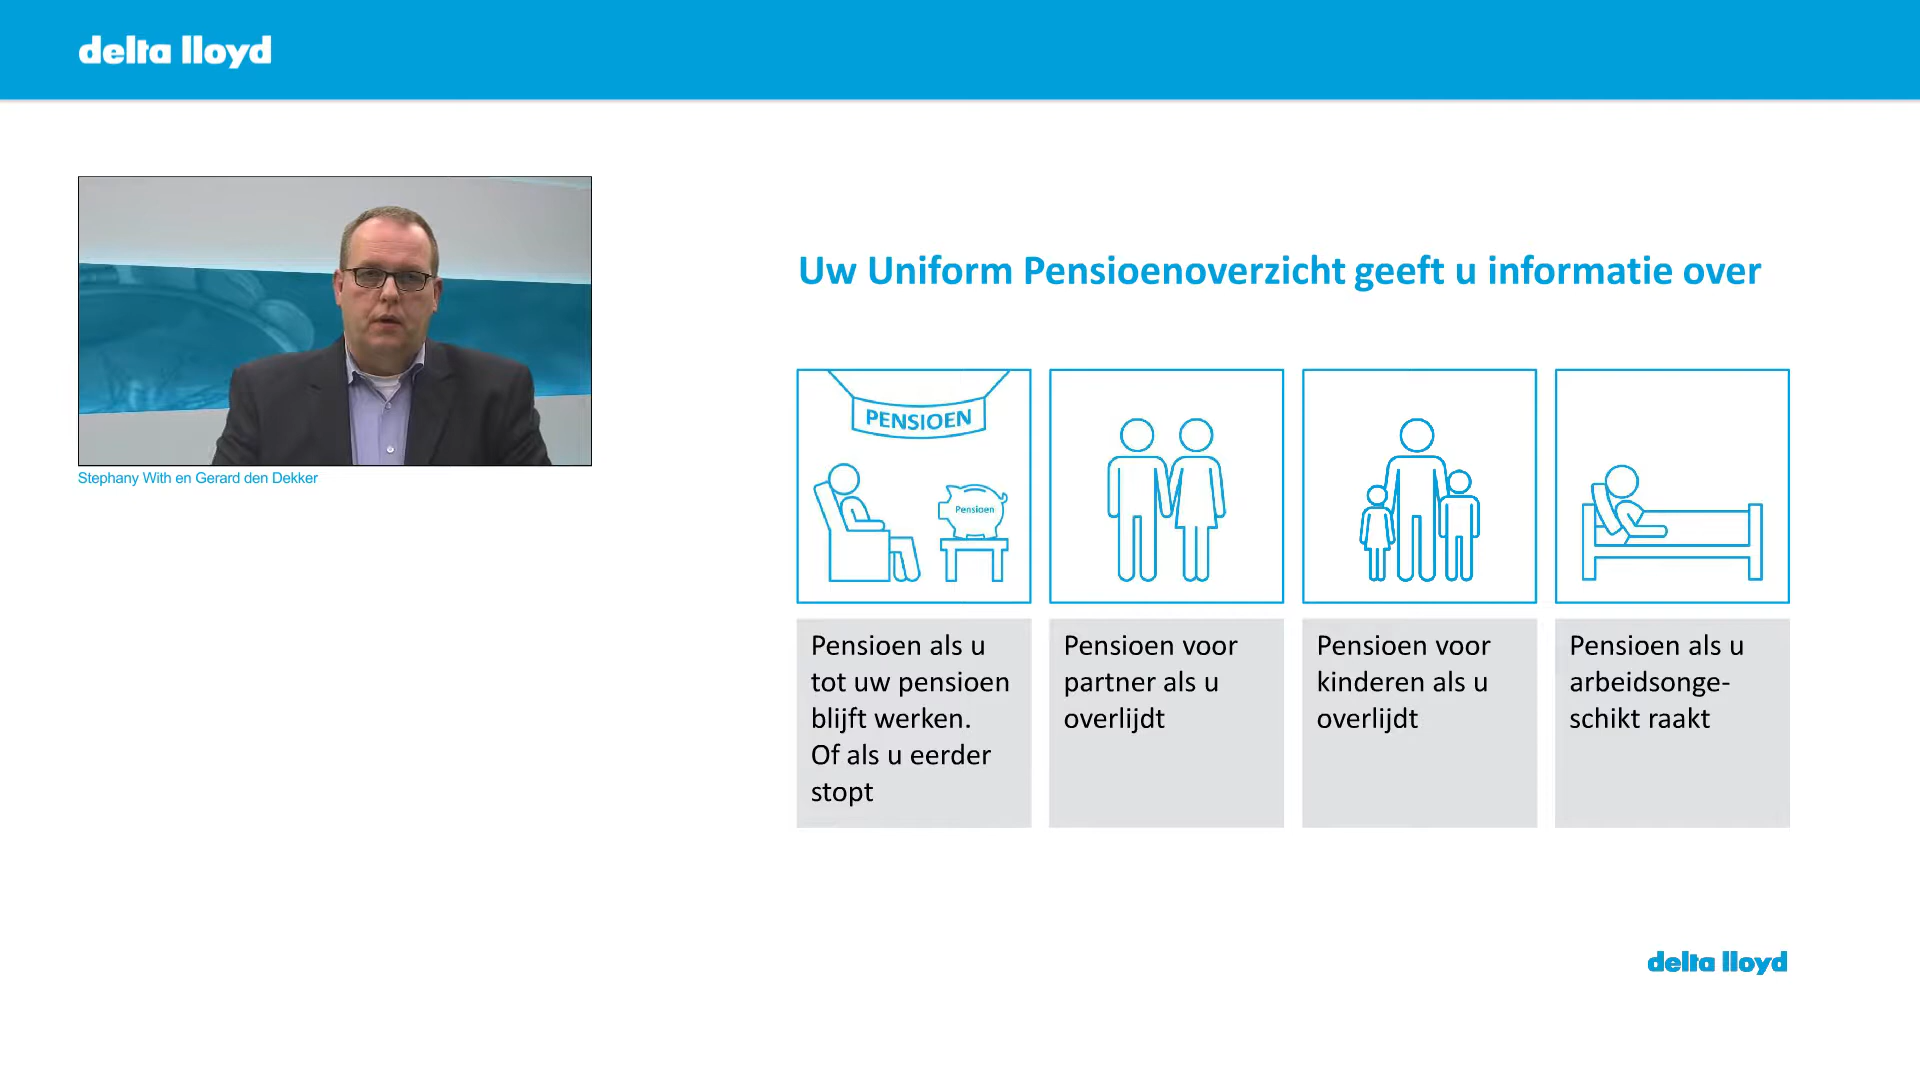 delta lloyd
Stephany With en Gerard den Dekker
Uw Uniform Pensioenoverzicht geeft u informatie over
PENSIOEN
Pensioen
Pensioen als u
tot uw pensioen
blijft werken.
Of als u eerder
stopt
Pensioen voor
partner als u
overlijdt
Pensioen voor
kinderen als u
overlijdt
Pensioen als u
arbeidsonge-
schikt raakt
delta lloyd